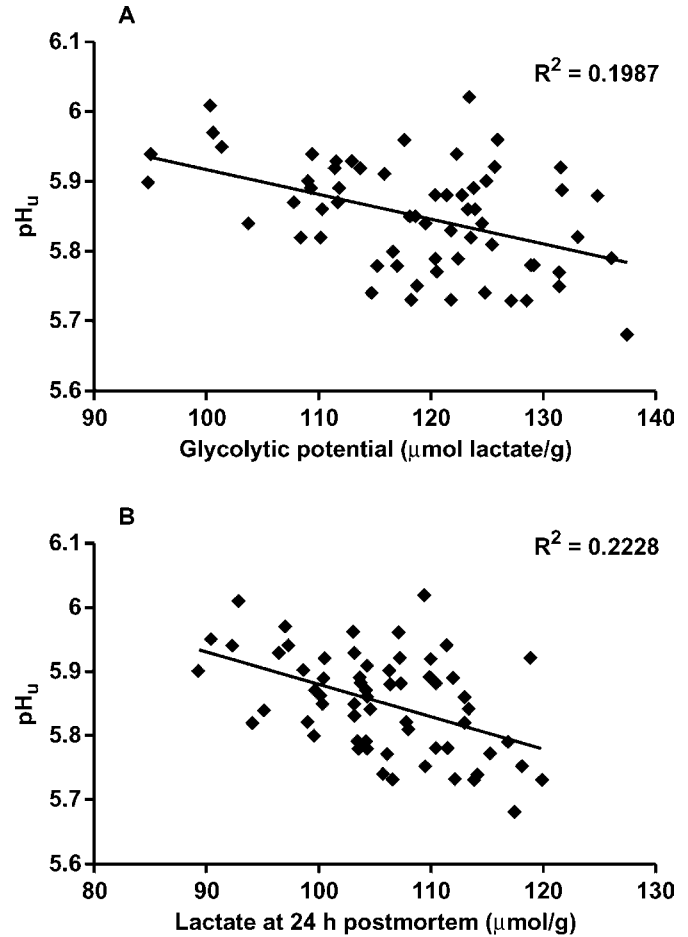 A
R² = 0.1987
6.1
6
5.9
5.8
5.7
5.6
pHu
90 100 110 120 130 140
Glycolytic potential (μmol lactate/g)
B
R² = 0.2228
6.1
6
5.9
5.8
5.7
5.6
pHu
80 90 100 110 120 130
Lactate at 24 h postmortem (μmol/g)